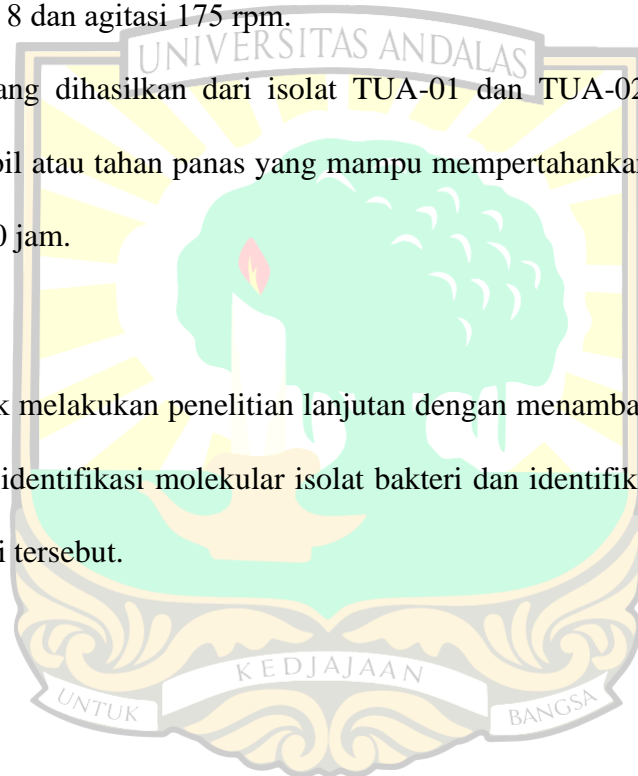 8 dan agitasi 175 rpm.
UNIVERSITAS ANDALAS
ang dihasilkan dari isolat TUA-01 dan TUA-02
bil atau tahan panas yang mampu mempertahankan
0 jam.
k melakukan penelitian lanjutan dengan menamba
identifikasi molekular isolat bakteri dan identifik
i tersebut.
KEDJAJAAN
UNTUK BANGSA